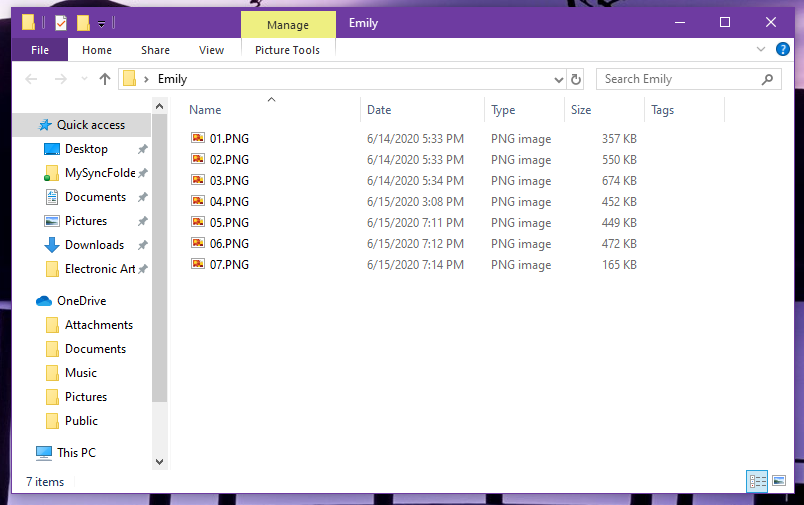 Manage
Emily
File
Home
Share
View
Picture Tools
Emily
Search Emily
Quick access
Desktop
MySyncFolde
Documents
Pictures
Downloads
Electronic Art
OneDrive
Attachments
Documents
Music
Pictures
Public
This PC
Name Date Type Size Tags
01.PNG 6/14/2020 5:33 PM PNG image 357 KB
02.PNG 6/14/2020 5:33 PM PNG image 550 KB
03.PNG 6/14/2020 5:34 PM PNG image 674 KB
04.PNG 6/15/2020 3:08 PM PNG image 452 KB
05.PNG 6/15/2020 7:11 PM PNG image 449 KB
06.PNG 6/15/2020 7:12 PM PNG image 472 KB
07.PNG 6/15/2020 7:14 PM PNG image 165 KB
7 items